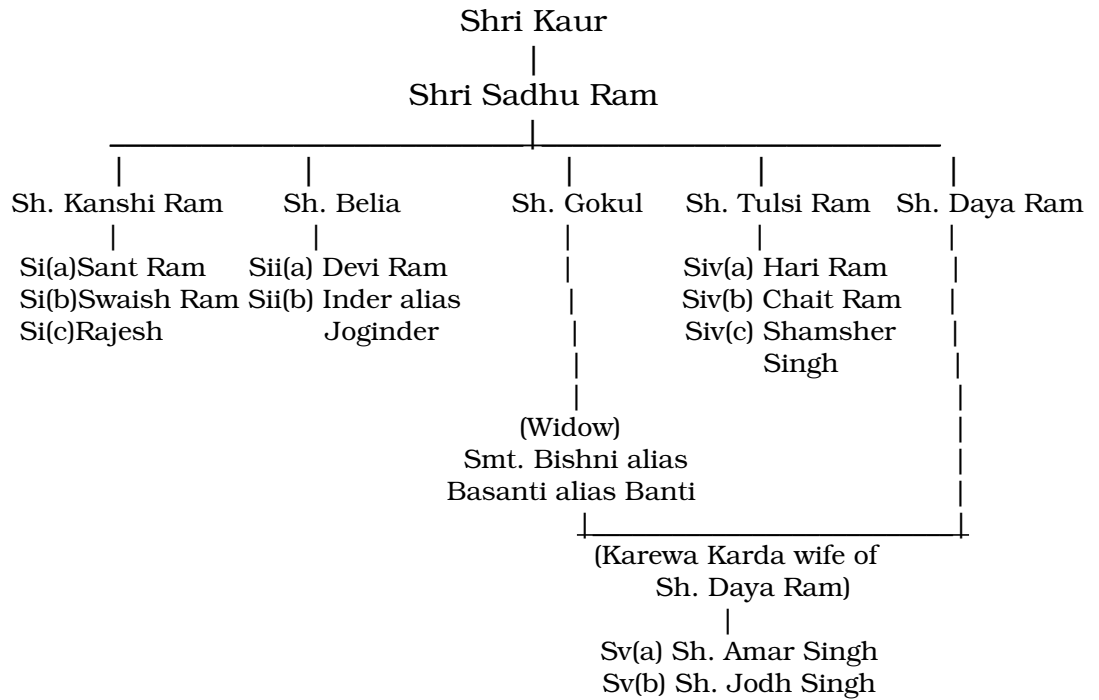 Shri Kaur
Shri Sadhu Ram
Sh. Kanshi Ram Sh. Belia Sh. Gokul Sh. Tulsi Ram Sh. Daya Ram
Si(a)Sant Ram Sii(a) Devi Ram Siv(a) Hari Ram
Si(b)Swaish Ram Sii(b) Inder alias Siv(b) Chait Ram
Si(c)Rajesh Joginder Siv(c) Shamsher
Singh
(Widow)
Smt. Bishni alias
Basanti alias Banti
(Karewa Karda wife of
Sh. Daya Ram)
Sv(a) Sh. Amar Singh
Sv(b) Sh. Jodh Singh